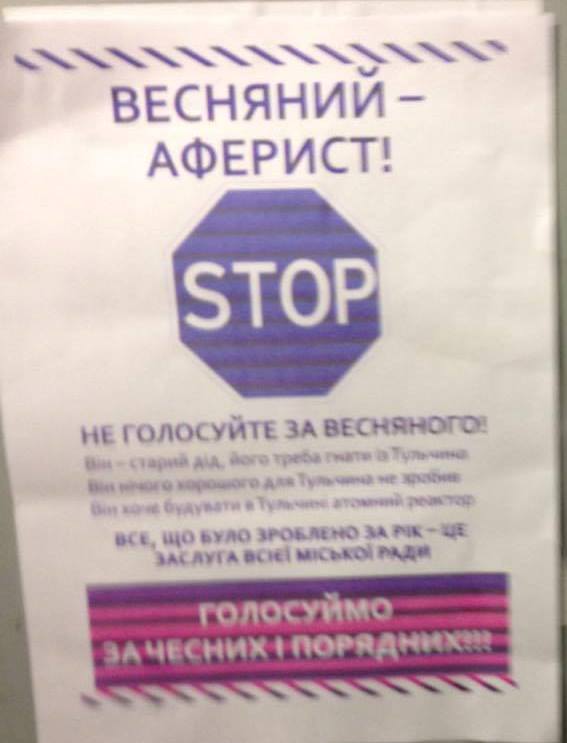 ВЕСНЯНИЙ –
АФЕРИСТ!
STOP
НЕ ГОЛОСУЙТЕ ЗА ВЕСНЯНОГО!
Він – старий дід, його треба гнати із Тульчина
Він нічого хорошого для Тульчина не зробив
Він хоче будувати в Тульчині атомний реактор
ВСЕ, ЩО БУЛО ЗРОБЛЕНО ЗА РІК – ЦЕ
ЗАСЛУГА ВСІЄЇ МІСЬКОЇ РАДИ
ГОЛОСУЙМО
ЗА ЧЕСНИХ І ПОРЯДНИХ!!!